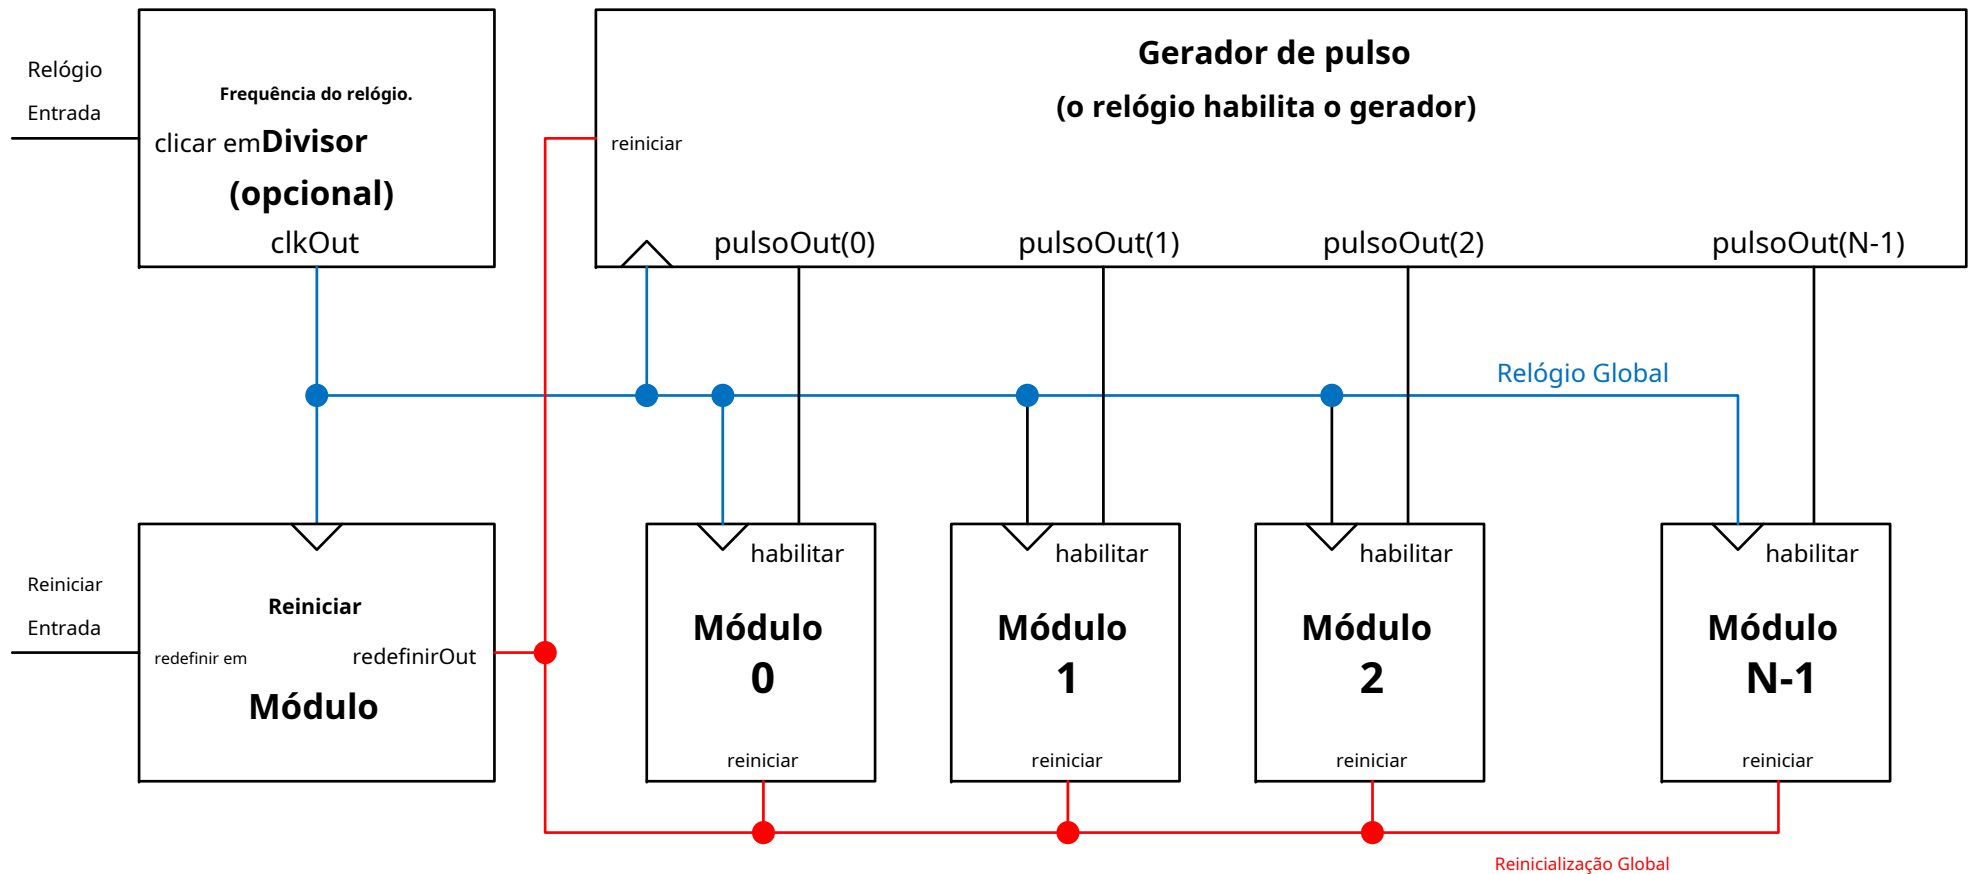 Relógio
Entrada
Frequência do relógio.
clicar em Divisor
(opcional)
clkOut
Gerador de pulso
(o relógio habilita o gerador)
reiniciar
pulsoOut(0)
pulsoOut(1)
pulsoOut(2)
pulsoOut(N-1)
Relógio Global
Reiniciar
Entrada
Reiniciar
redefinir em
redefinirOut
Módulo
habilitar
Módulo
0
reiniciar
habilitar
Módulo
1
reiniciar
habilitar
Módulo
2
reiniciar
habilitar
Módulo
N-1
reiniciar
Reinicialização Global